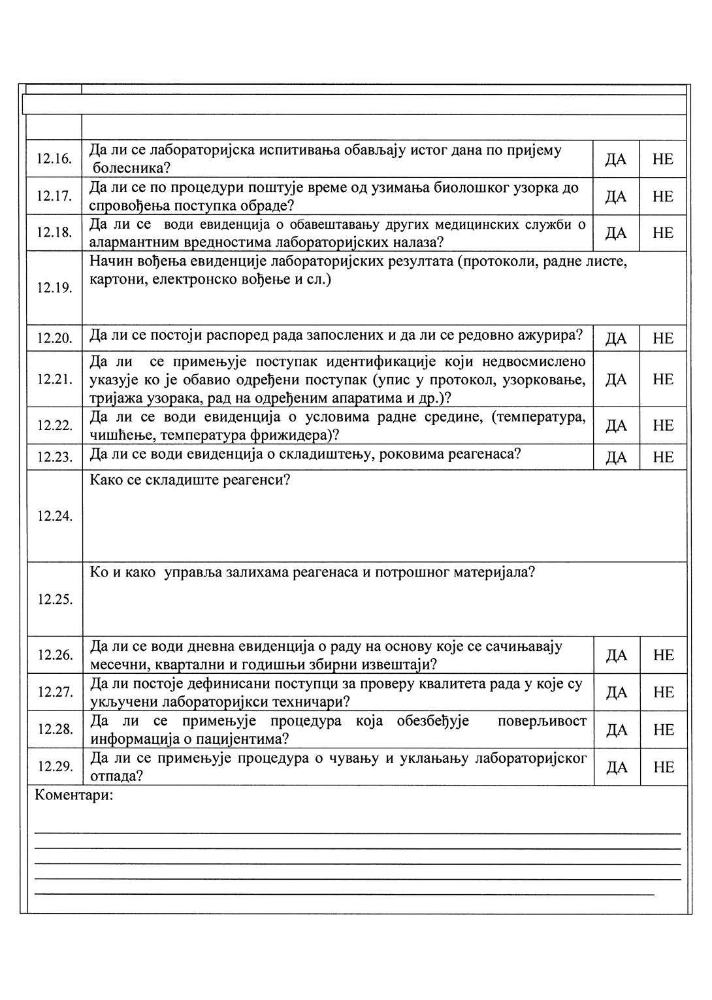 12.16.
Да ли се лабораторијска испитивања обављају истог дана по пријему
болесника?
ДА НЕ
12.17.
Да ли се по процедури поштује време од узимања биолошког узорка до
спровођења поступка обраде?
ДА НЕ
12.18.
Да ли се води евиденција о обавештавању других медицинских служби о
алармантним вредностима лабораторијских налаза?
ДА НЕ
12.19.
Начин вођења евиденције лабораторијских резултата (протоколи, радне листе,
картони, електронско вођење и сл.)
12.20.
Да ли се постоји распоред рада запослених и да ли се редовно ажурира?
ДА НЕ
12.21.
Да ли се примењује поступак идентификације који недвосмислено
указује ко је обавио одређени поступак (упис у протокол, узорковање,
тријажа узорака, рад на одређеним апаратима и др.)?
ДА НЕ
12.22.
Да ли се води евиденција о условима радне средине, (температура,
чишћење, температура фрижидера)?
ДА НЕ
12.23.
Да ли се води евиденција о складиштењу, роковима реагенаса?
ДА НЕ
12.24.
Како се складиште реагенси?
12.25.
Ко и како управља залихама реагенаса и потрошног материјала?
12.26.
Да ли се води дневна евиденција о раду на основу које се сачињавају
месечни, квартални и годишњи збирни извештаји?
ДА НЕ
12.27.
Да ли постоје дефинисани поступци за проверу квалитета рада у које су
укључени лабораторијкси техничари?
ДА НЕ
12.28.
Да ли се примењује процедура која обезбеђује поверљивост
информација о пацијентима?
ДА НЕ
12.29.
Да ли се примењује процедура о чувању и уклањању лабораторијског
отпада?
ДА НЕ
Коментари: